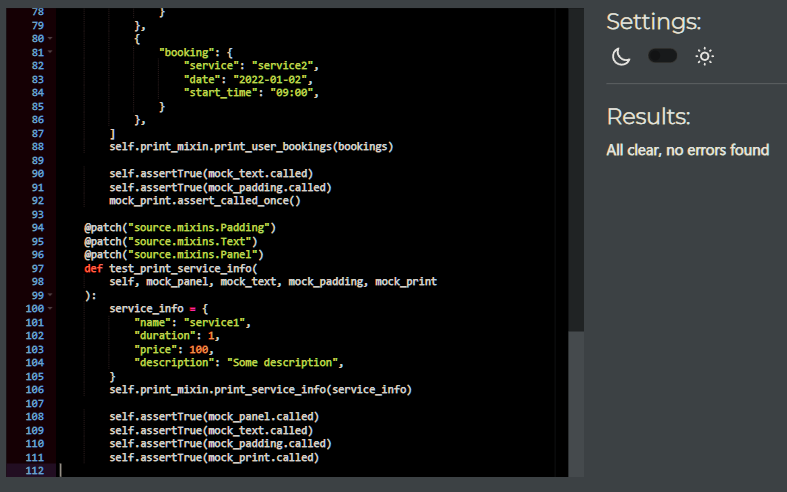 78 }
79 },
80 {
81 "booking": {
82 "service": "service2",
83 "date": "2022-01-02",
84 "start_time": "09:00",
85 }
86 },
87 ]
88 self.print_mixin.print_user_bookings(bookings)
89
90 self.assertTrue(mock_text.called)
91 self.assertTrue(mock_padding.called)
92 mock_print.assert_called_once()
93
94 @patch("source.mixins.Padding")
95 @patch("source.mixins.Text")
96 @patch("source.mixins.Panel")
97 def test_print_service_info(
98 self, mock_panel, mock_text, mock_padding, mock_print
99 ):
100 service_info = {
101 "name": "service1",
102 "duration": 1,
103 "price": 100,
104 "description": "Some description",
105 }
106 self.print_mixin.print_service_info(service_info)
107
108 self.assertTrue(mock_panel.called)
109 self.assertTrue(mock_text.called)
110 self.assertTrue(mock_padding.called)
111 self.assertTrue(mock_print.called)
112
Settings:
Results:
All clear, no errors found